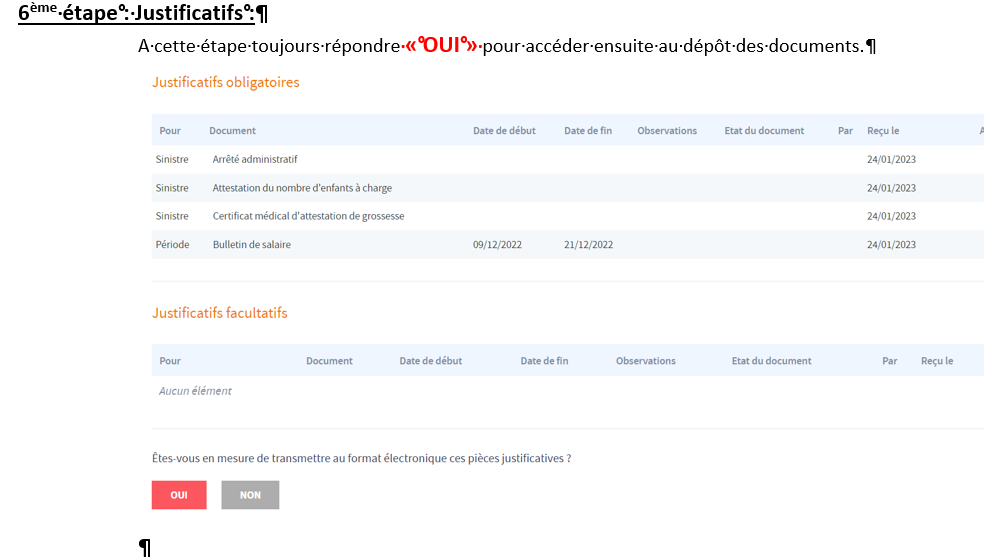 6ème étape : Justificatifs :¶
A cette étape toujours répondre « OUI » pour accéder ensuite au dépôt des documents.¶
Justificatifs obligatoires
Pour Document Date de début Date de fin Observations Etat du document Par Reçu le A
Sinistre Arrêté administratif 24/01/2023
Sinistre Attestation du nombre d'enfants à charge 24/01/2023
Sinistre Certificat médical d'attestation de grossesse 24/01/2023
Période Bulletin de salaire 09/12/2022 21/12/2022 24/01/2023
Justificatifs facultatifs
Pour Document Date de début Date de fin Observations Etat du document Par Reçu le
Aucun élément
Êtes-vous en mesure de transmettre au format électronique ces pièces justificatives ?
OUI NON
¶